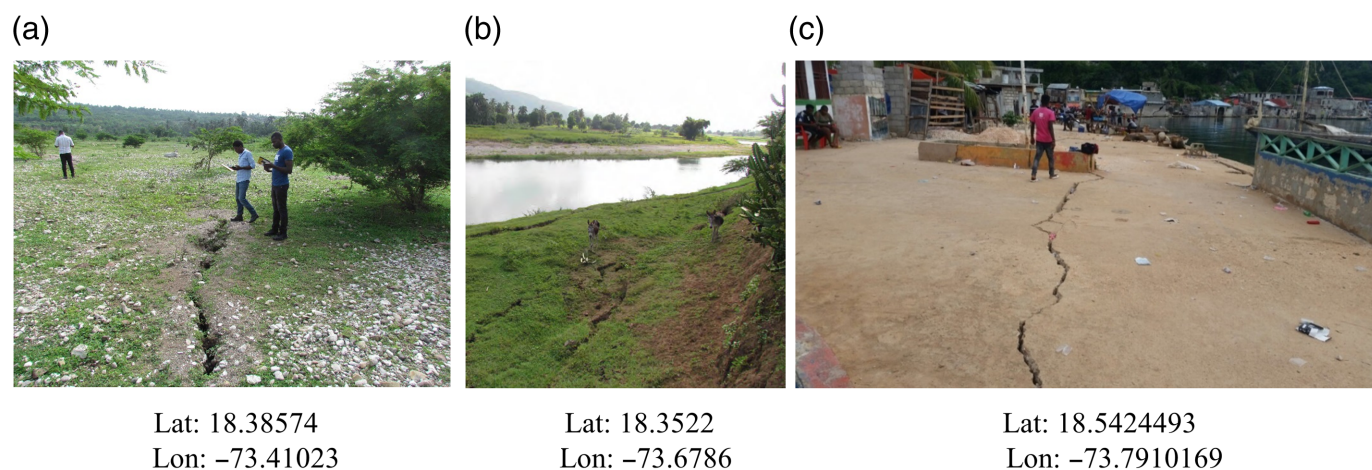 (a)
(b)
(c)
Lat: 18.38574
Lon: –73.41023
Lat: 18.3522
Lon: –73.6786
Lat: 18.5424493
Lon: –73.7910169